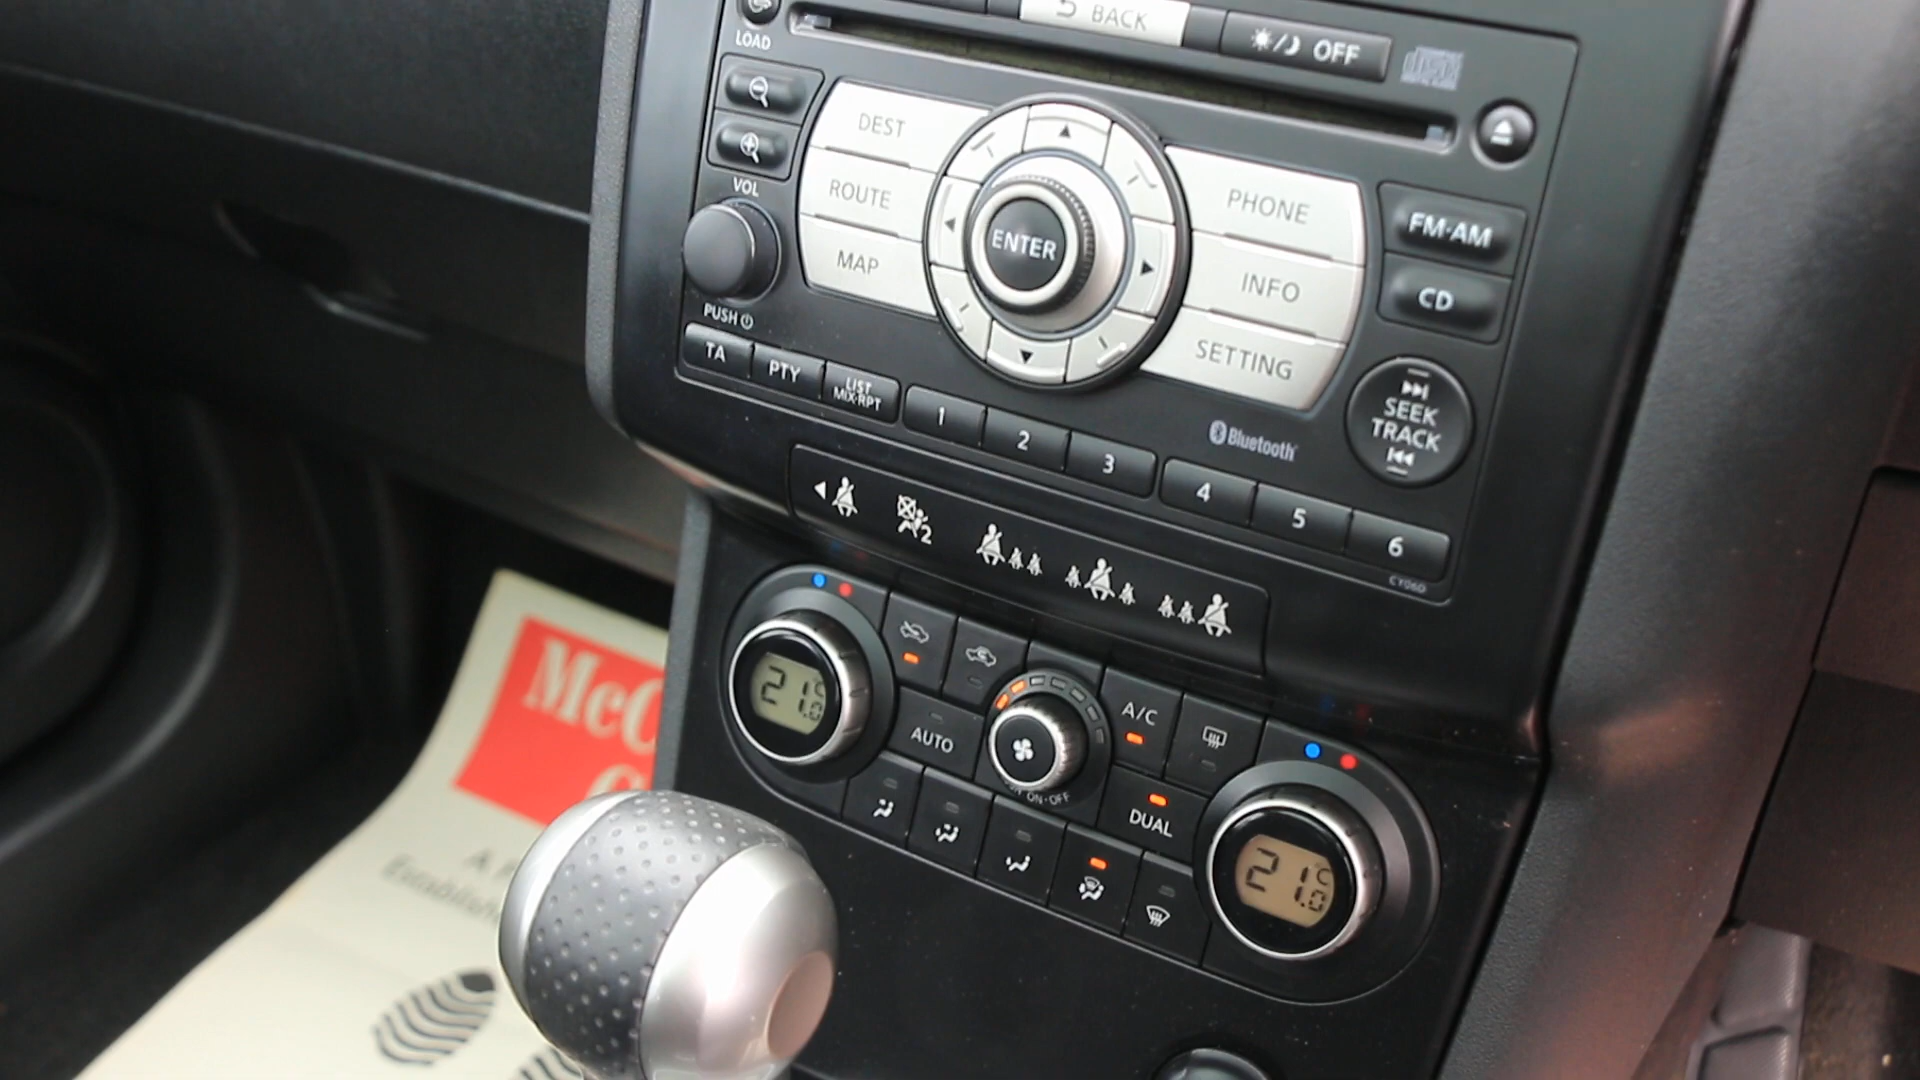 BACK
OFF
LOAD
DEST
ROUTE
MAP
VOL
PUSH
ENTER
PHONE
INFO
SETTING
FM·AM
CD
SEEK
TRACK
TA
PTY
LIST
MIX·RPT
1
2
3
4
5
6
Bluetooth
2
21.0
°C
AUTO
ON·OFF
A/C
DUAL
21.0
°C
McC
A